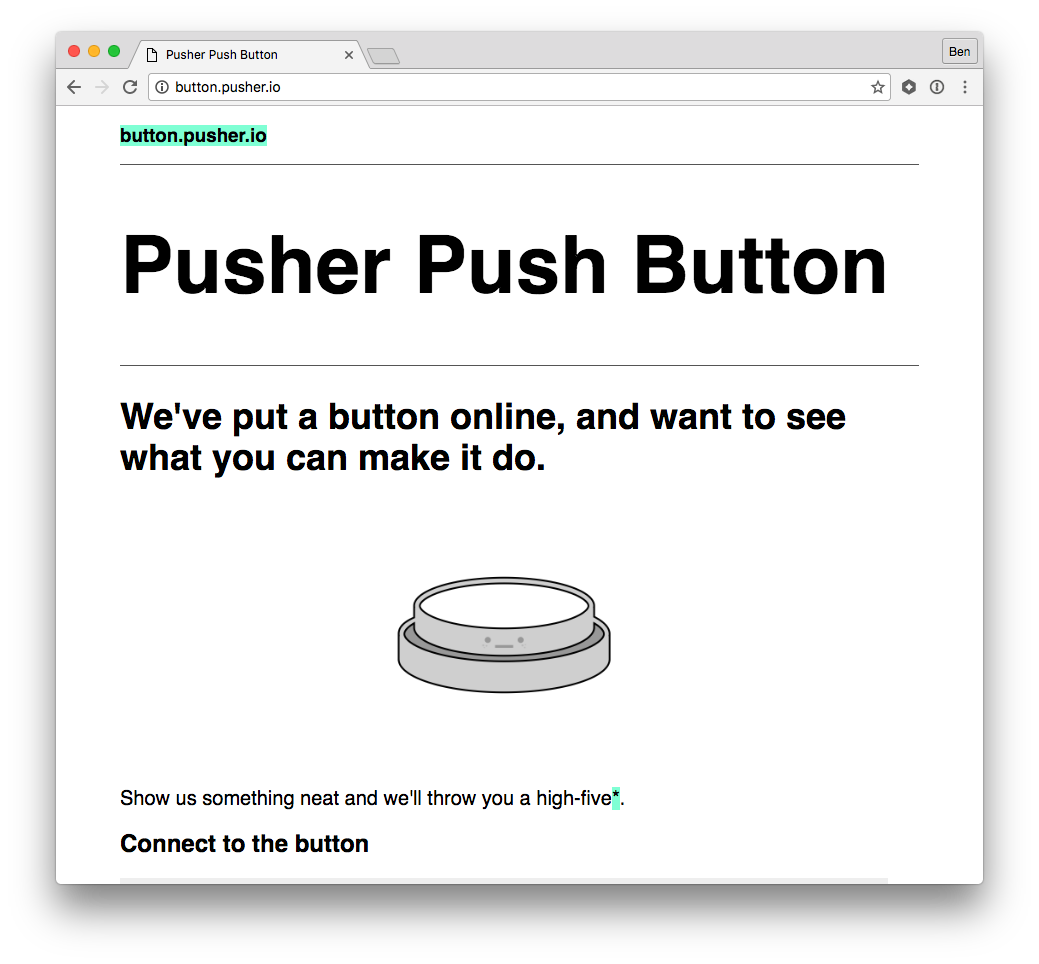 Pusher Push Button
Ben
button.pusher.io
button.pusher.io
Pusher Push Button
We've put a button online, and want to see
what you can make it do.
Show us something neat and we'll throw you a high-five*.
Connect to the button